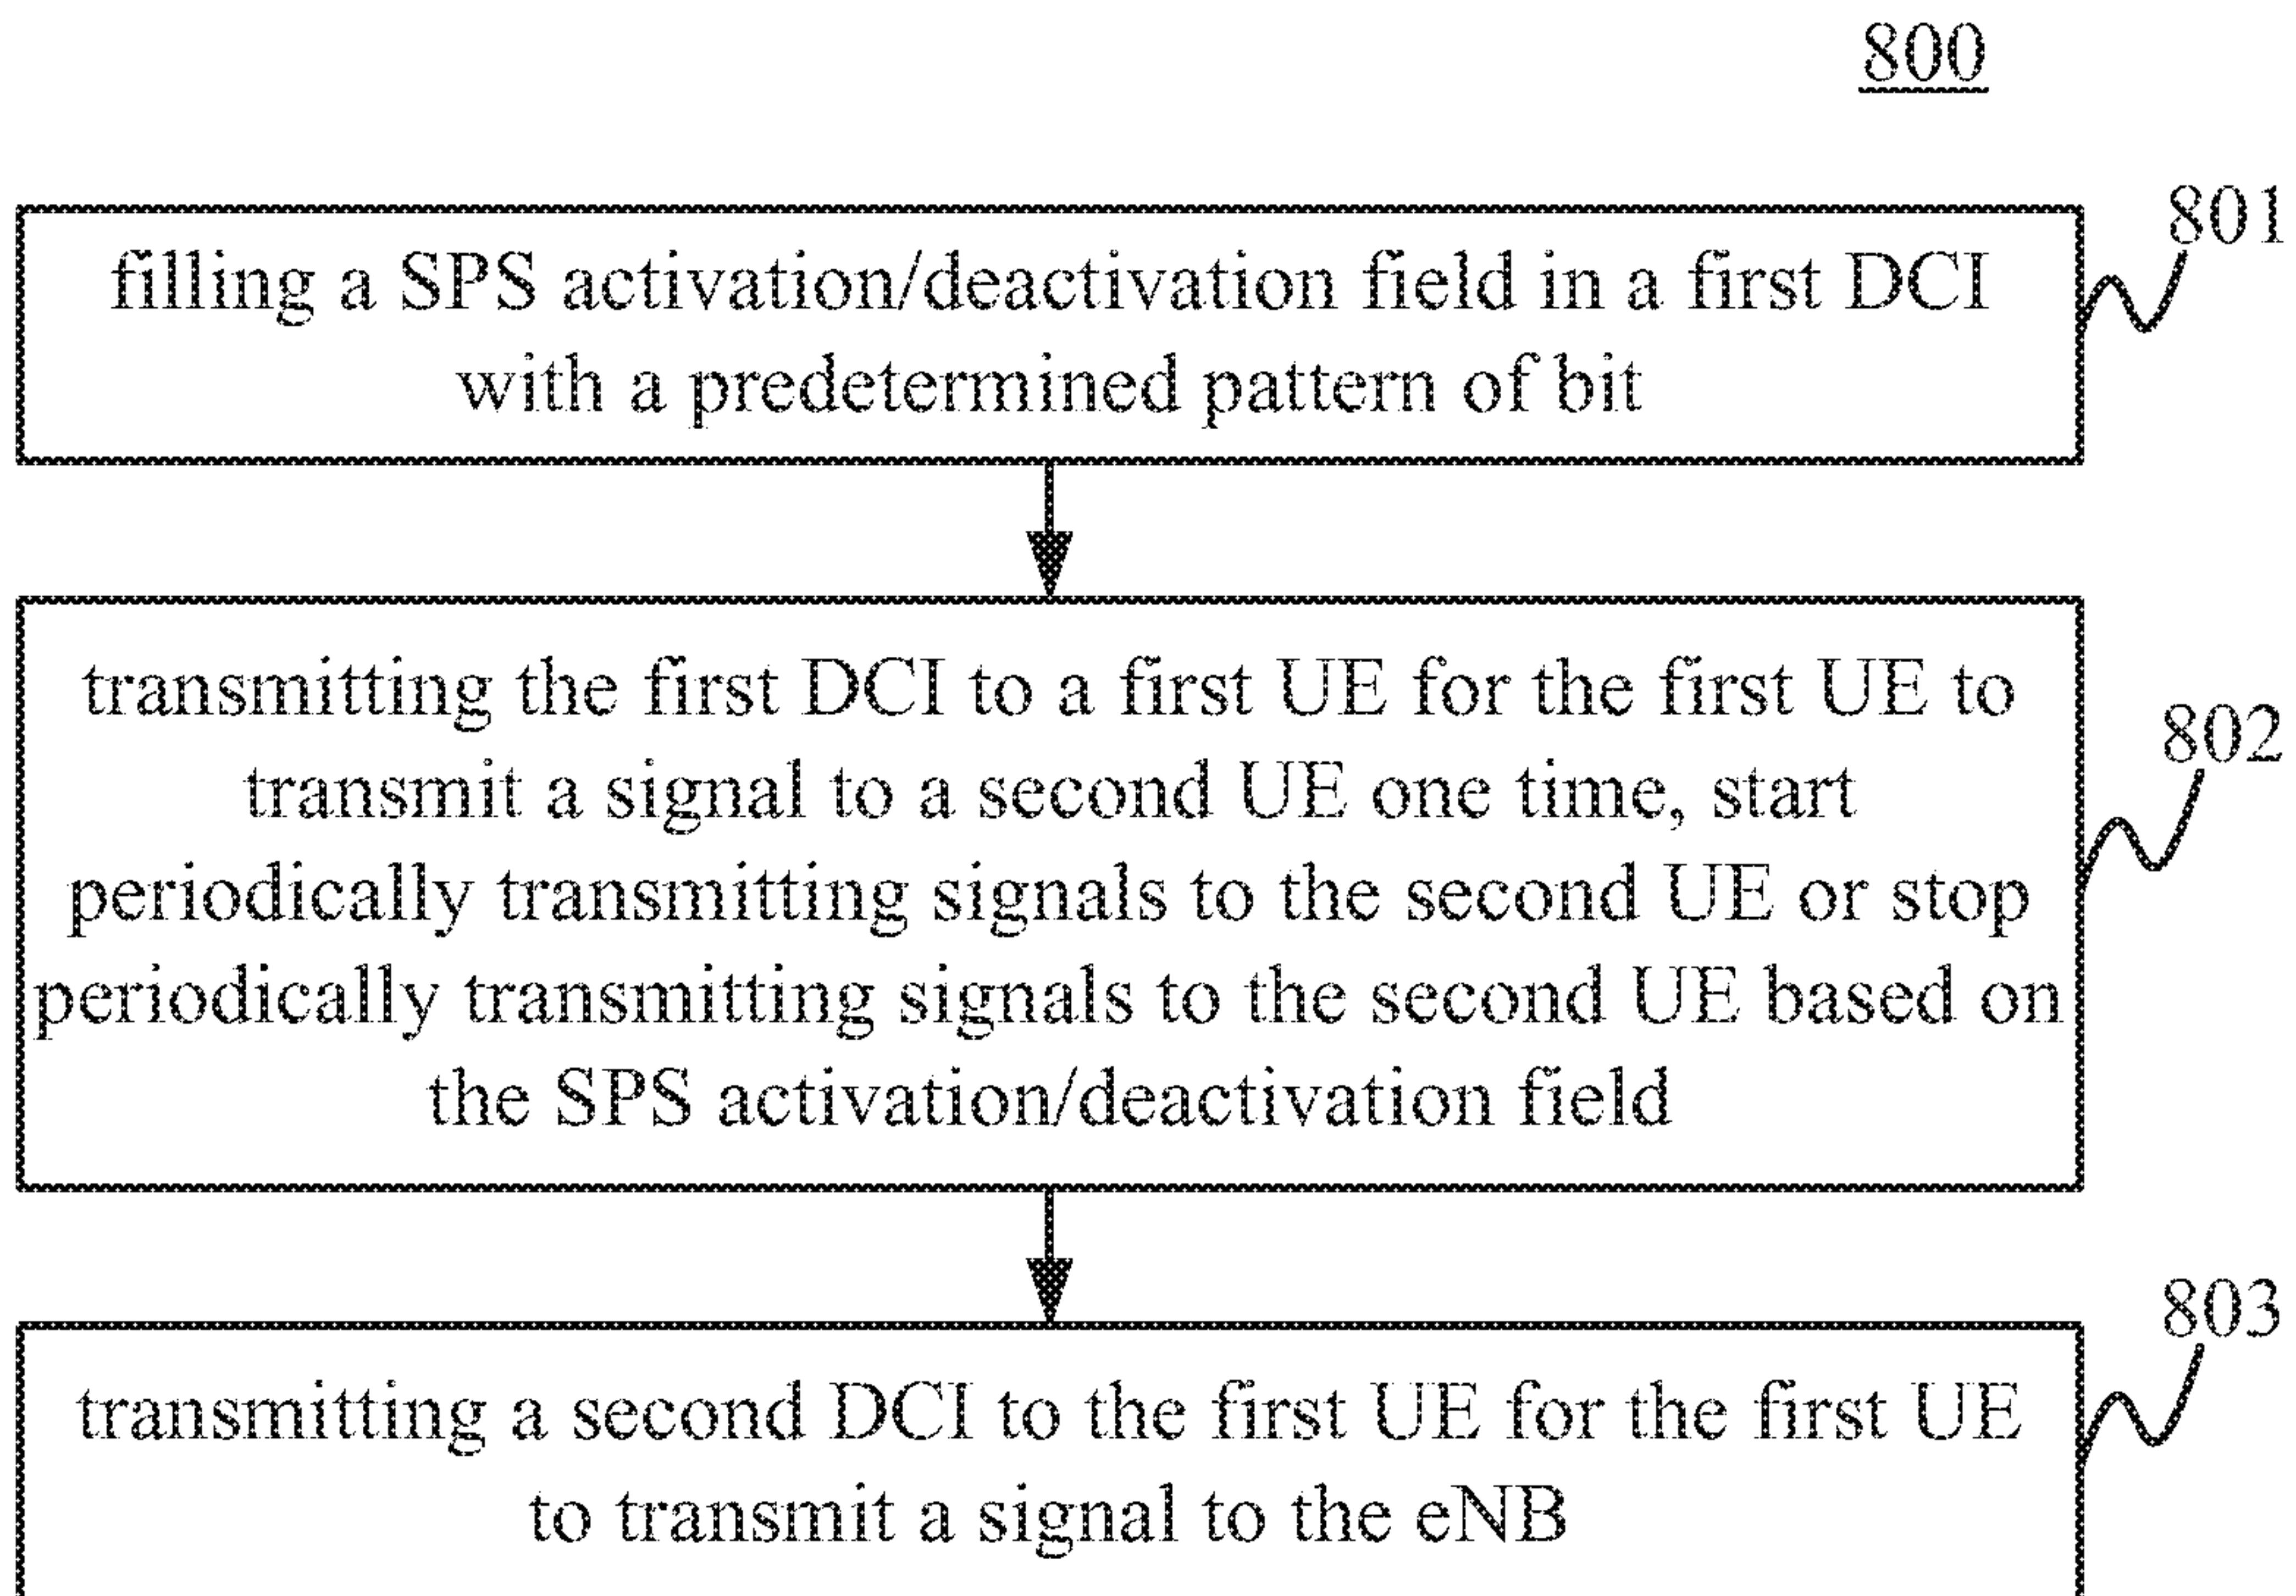 800
801
filling a SPS activation/deactivation field in a first DCI
with a predetermined pattern of bit
802
transmitting the first DCI to a first UE for the first UE to
transmit a signal to a second UE one time, start
periodically transmitting signals to the second UE or stop
periodically transmitting signals to the second UE based on
the SPS activation/deactivation field
803
transmitting a second DCI to the first UE for the first UE
to transmit a signal to the eNB